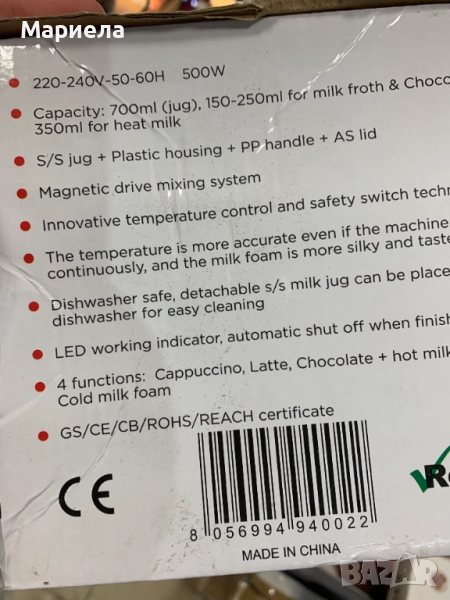 Мариела
220-240V-50-60H 500W
Capacity: 700ml (jug), 150-250ml for milk froth & Choco
350ml for heat milk
S/S jug + Plastic housing + PP handle + AS lid
Magnetic drive mixing system
Innovative temperature control and safety switch techn
The temperature is more accurate even if the machine
continuously, and the milk foam is more silky and taste
Dishwasher safe, detachable s/s milk jug can be place
dishwasher for easy cleaning
LED working indicator, automatic shut off when finish
4 functions: Cappuccino, Latte, Chocolate + hot milk
Cold milk foam
GS/CE/CB/ROHS/REACH certificate
CE
Ro
8 056994 940022
MADE IN CHINA
BAZAR